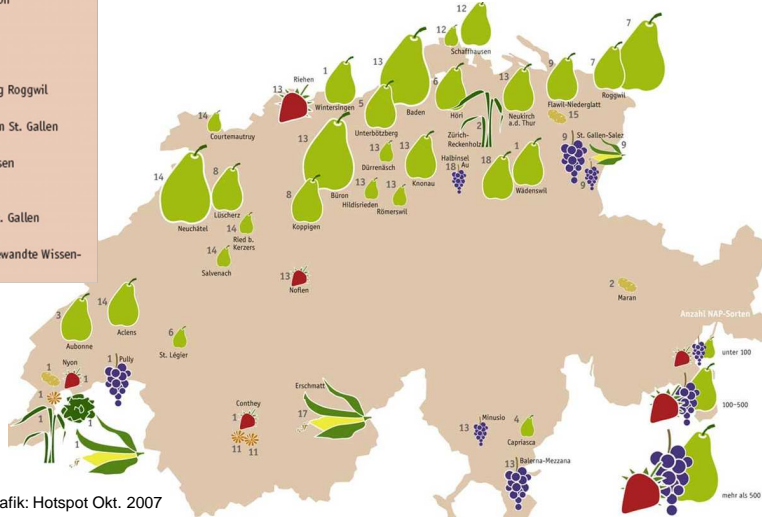 on
g Roggwil
n St. Gallen
sen
. Gallen
ewandte Wissen-
12
12
Schaffhausen
7
7
Roggwil
13
Baden
6
Höri
13
Neukirch
a.d. Thur
9
Flawil-Niederglatt
15
1
Wintersingen
13
Riehen
5
Unterbötzberg
2
Zürich-
Reckenholz
9
St. Gallen-Salez
9
9
14
Courtemautruy
13
Büron
13
Dürrenäsch
13
Knonau
Halbinsel
Au
18
18
1
Wädenswil
14
Neuchâtel
8
Lüscherz
8
Koppigen
13
Hildisrieden
13
Römerswil
14
Ried b.
Kerzers
14
Salvenach
13
Noflen
2
Maran
3
Aubonne
14
Aclens
6
St. Légier
Nyon
1
1
1
Pully
1
1
1
1
Conthey
1
11
11
Erschmatt
17
13
Minusio
4
Capriasca
13
Balerna-Mezzana
Anzahl NAP-Sorten
unter 100
100-500
mehr als 500
afik: Hotspot Okt. 2007